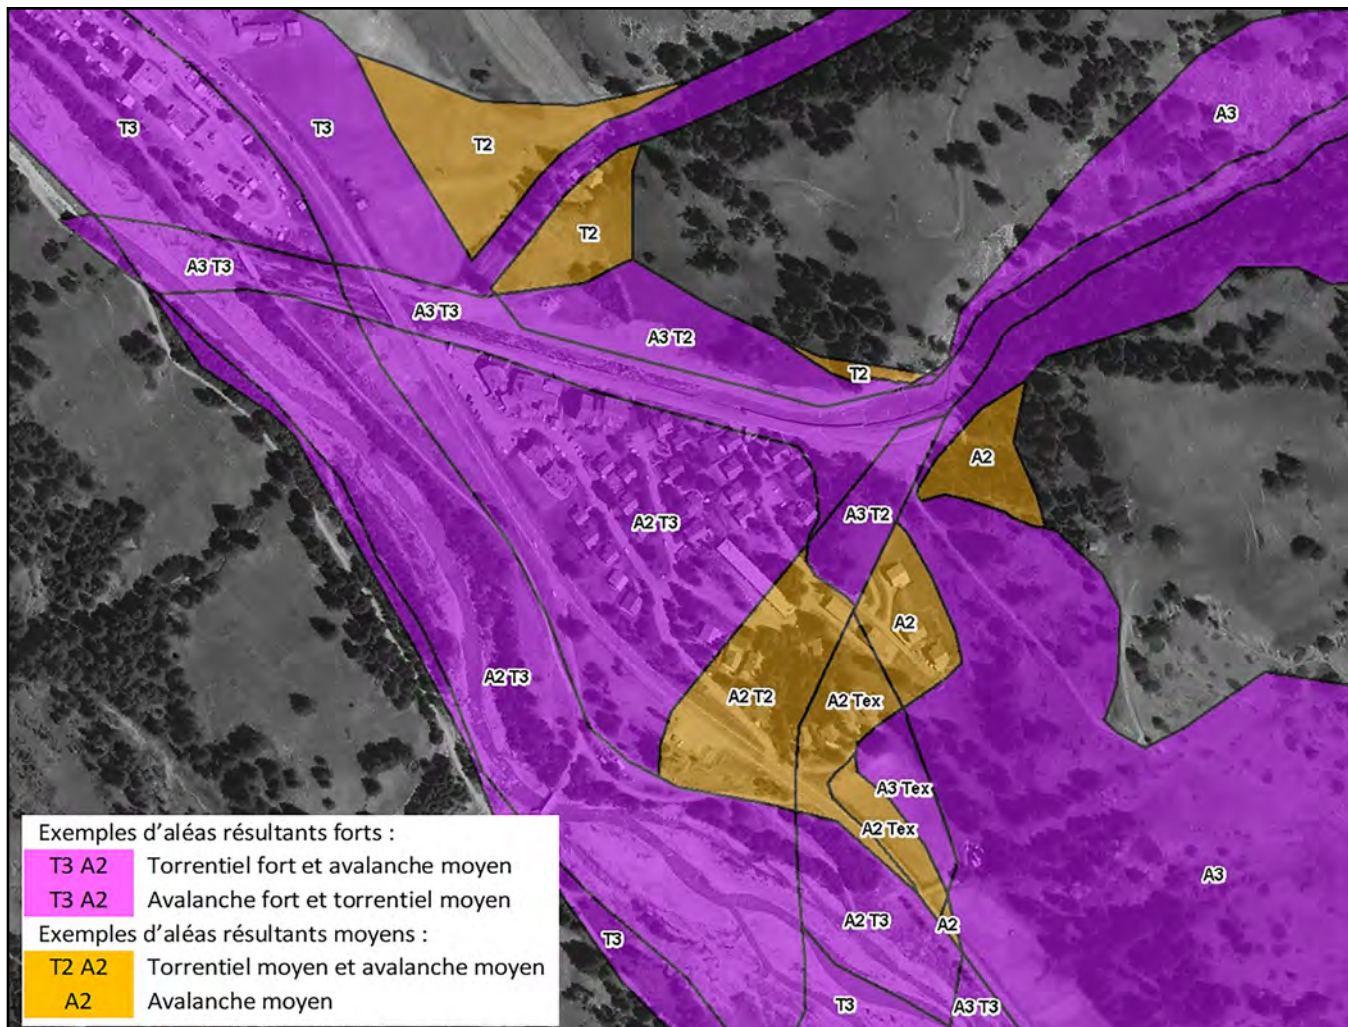 A3
T3
T3
T2
T2
A3 T3
A3 T3
A3 T2
T2
A2
A3 T2
A2 T3
A2
A2 T3
A2 T2
A2 Tex
A3 Tex
A2 Tex
A3
A2 T3
A2
T3
T3
A3 T3
Exemples d'aléas résultants forts :
T3 A2 Torrentiel fort et avalanche moyen
T3 A2 Avalanche fort et torrentiel moyen
Exemples d'aléas résultants moyens :
T2 A2 Torrentiel moyen et avalanche moyen
A2 Avalanche moyen